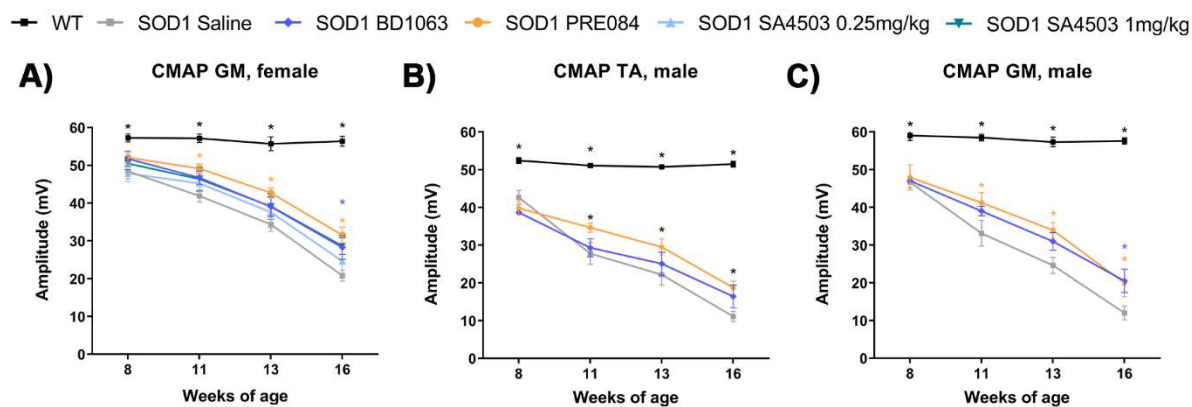 WT SOD1 Saline SOD1 BD1063 SOD1 PRE084 SOD1 SA4503 0.25mg/kg SOD1 SA4503 1mg/kg
A)
CMAP GM, female
Amplitude (mV)
60
50
40
30
20
10
0
* * * *
* * *
*
8 11 13 16
Weeks of age
B)
CMAP TA, male
Amplitude (mV)
60
50
40
30
20
10
0
* * * *
* * *
8 11 13 16
Weeks of age
C)
CMAP GM, male
Amplitude (mV)
60
50
40
30
20
10
0
* * * *
* * *
*
8 11 13 16
Weeks of age